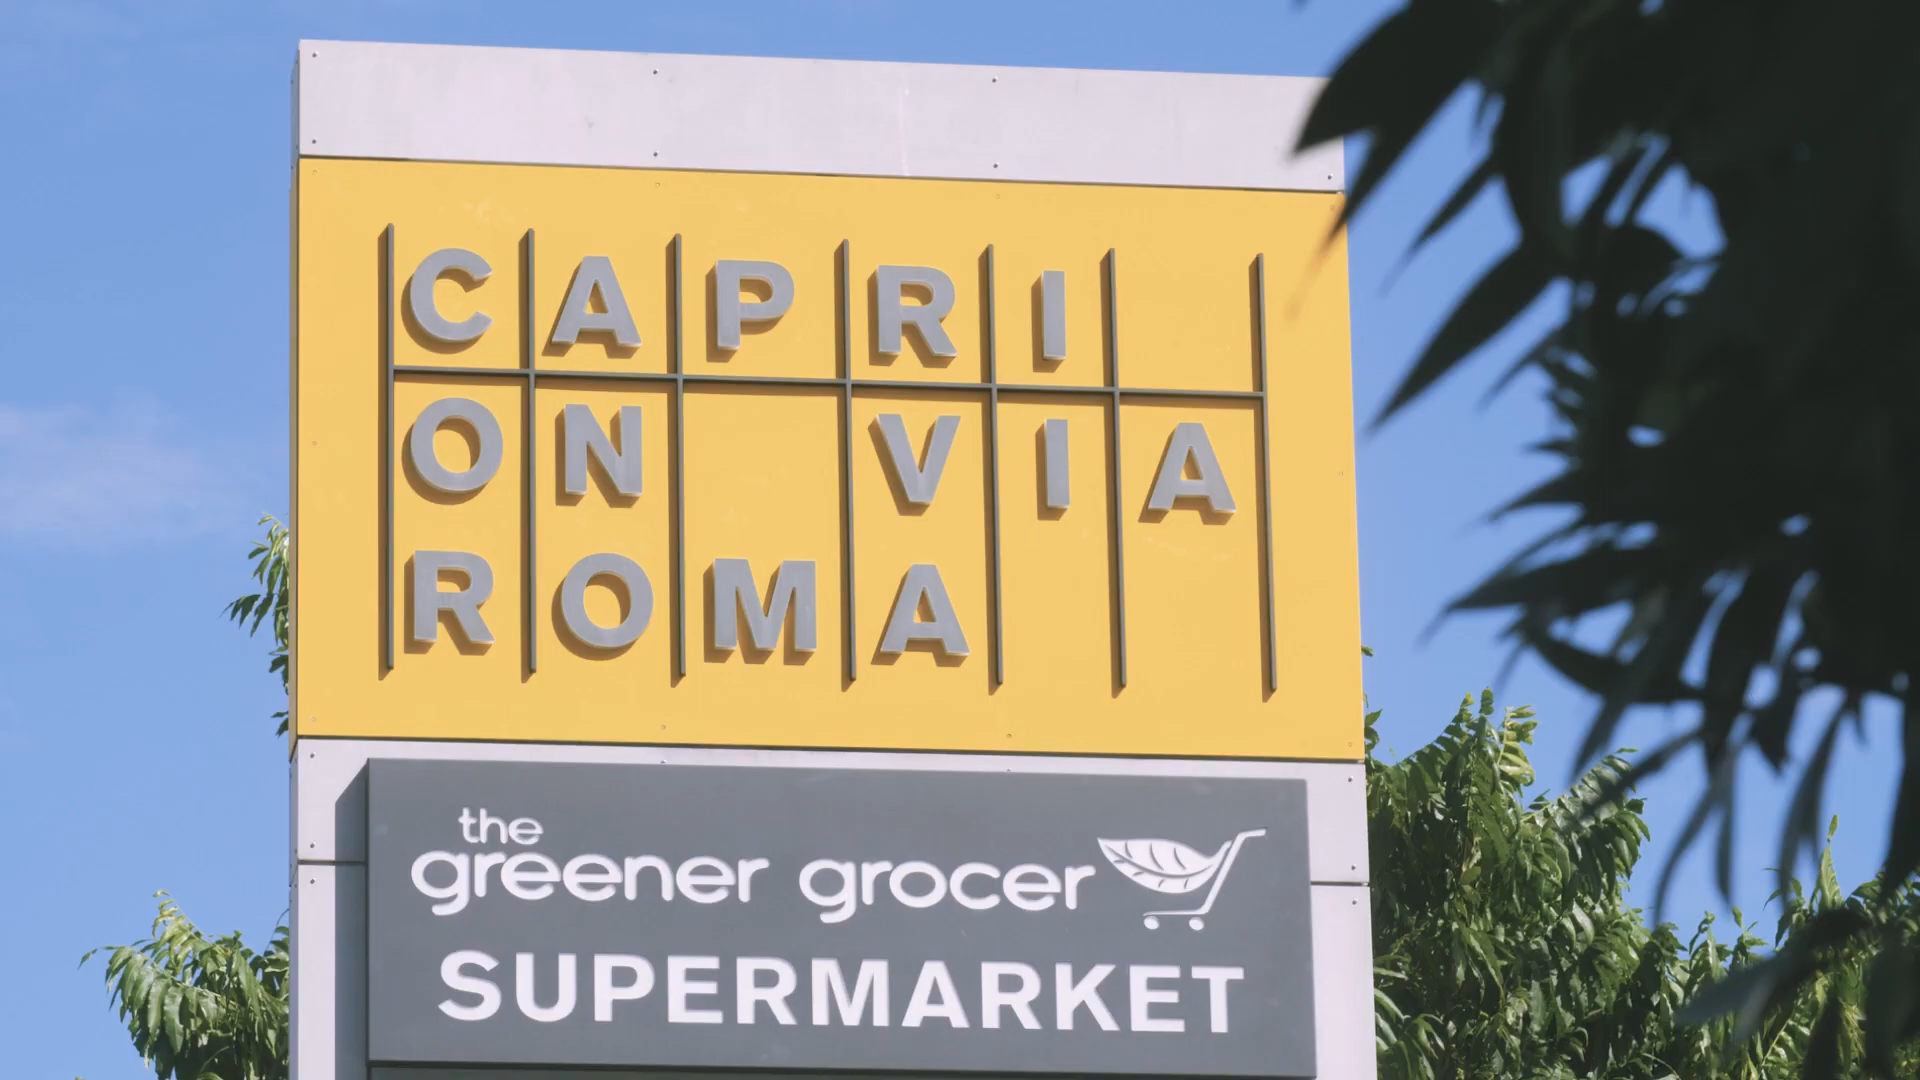 CAPRI
ON VIA
ROMA
the
greener grocer
SUPERMARKET